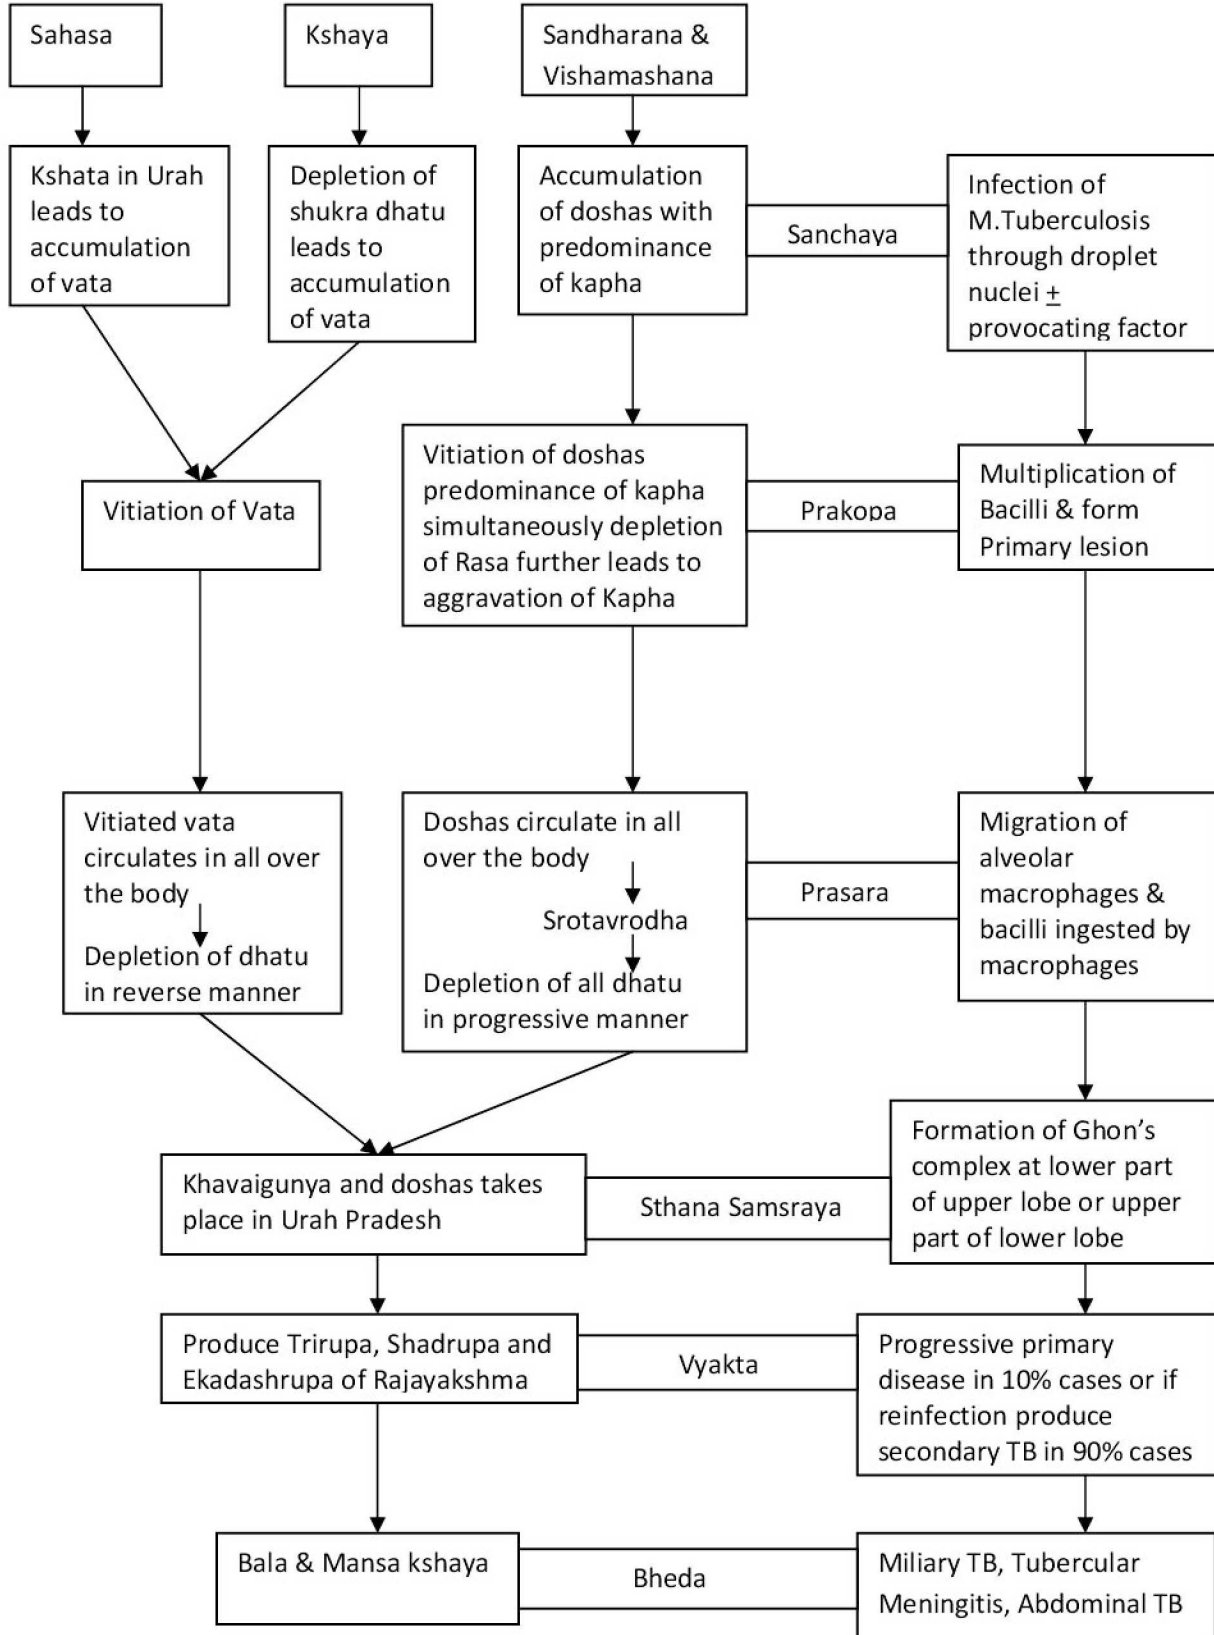 Sahasa
Kshaya
Sandharana &
Vishamashana
Kshata in Urah
leads to
accumulation
of vata
Depletion of
shukra dhatu
leads to
accumulation
of vata
Accumulation
of doshas with
predominance
of kapha
Sanchaya
Infection of
M.Tuberculosis
through droplet
nuclei ±
provocating factor
Vitiation of Vata
Vitiation of doshas
predominance of kapha
simultaneously depletion
of Rasa further leads to
aggravation of Kapha
Prakopa
Multiplication of
Bacilli & form
Primary lesion
Vitiated vata
circulates in all over
the body
Depletion of dhatu
in reverse manner
Doshas circulate in all
over the body
Srotavrodha
Depletion of all dhatu
in progressive manner
Prasara
Migration of
alveolar
macrophages &
bacilli ingested by
macrophages
Khavaigunya and doshas takes
place in Urah Pradesh
Sthana Samsraya
Formation of Ghon’s
complex at lower part
of upper lobe or upper
part of lower lobe
Produce Trirupa, Shadrupa and
Ekadashrupa of Rajayakshma
Vyakta
Progressive primary
disease in 10% cases or if
reinfection produce
secondary TB in 90% cases
Bala & Mansa kshaya
Bheda
Miliary TB, Tubercular
Meningitis, Abdominal TB